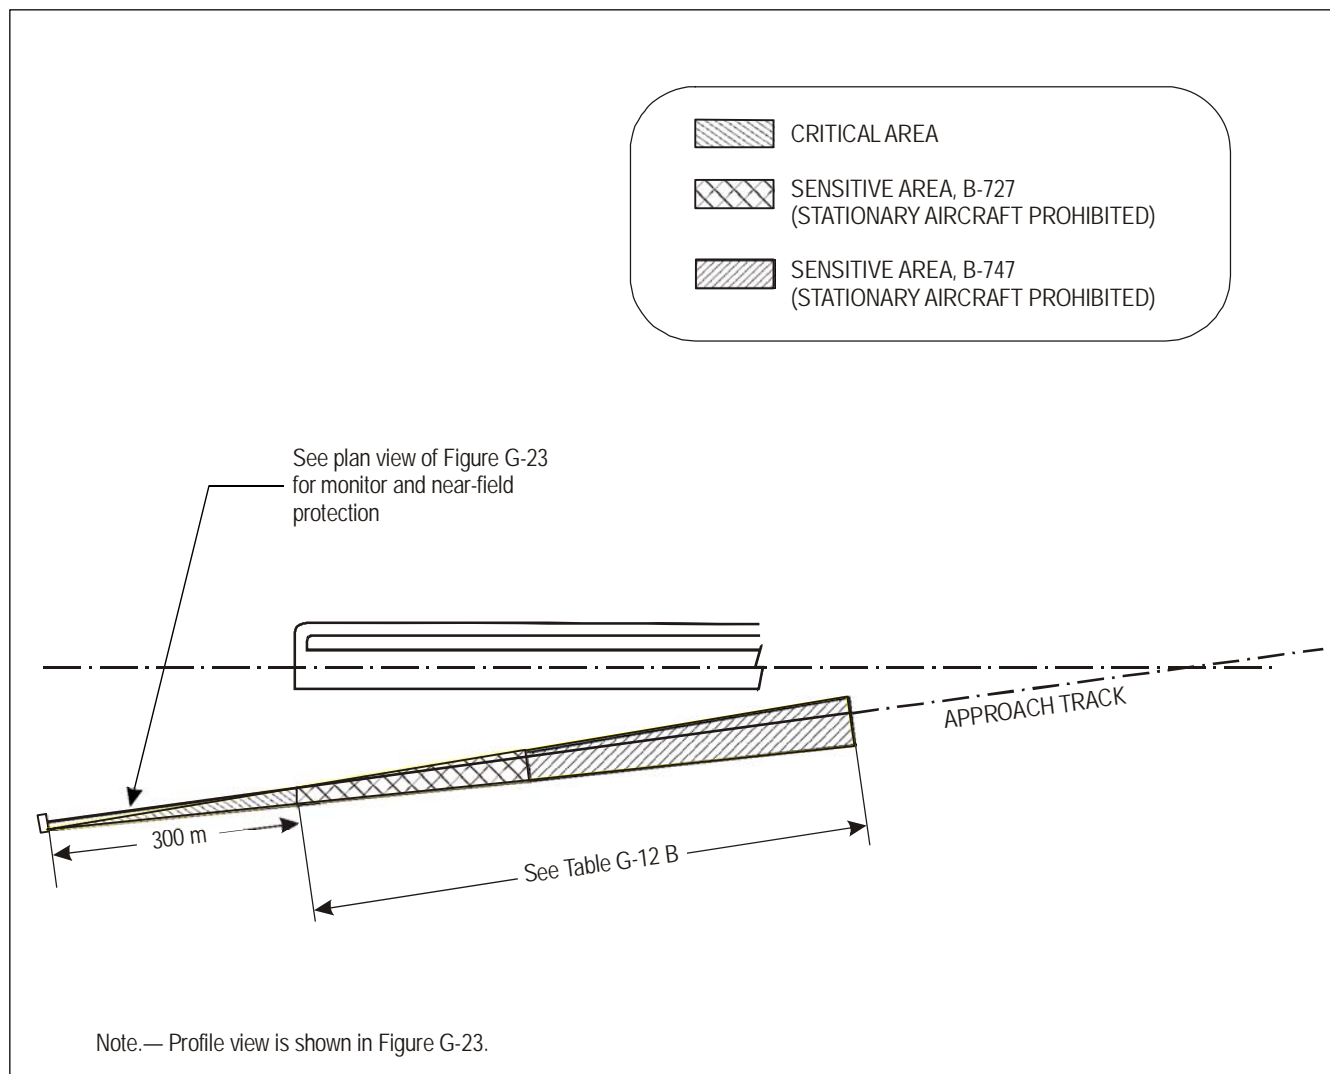 CRITICAL AREA
SENSITIVE AREA, B-727
(STATIONARY AIRCRAFT PROHIBITED)
SENSITIVE AREA, B-747
(STATIONARY AIRCRAFT PROHIBITED)
See plan view of Figure G-23
for monitor and near-field
protection
APPROACH TRACK
300 m
See Table G-12 B
Note.— Profile view is shown in Figure G-23.